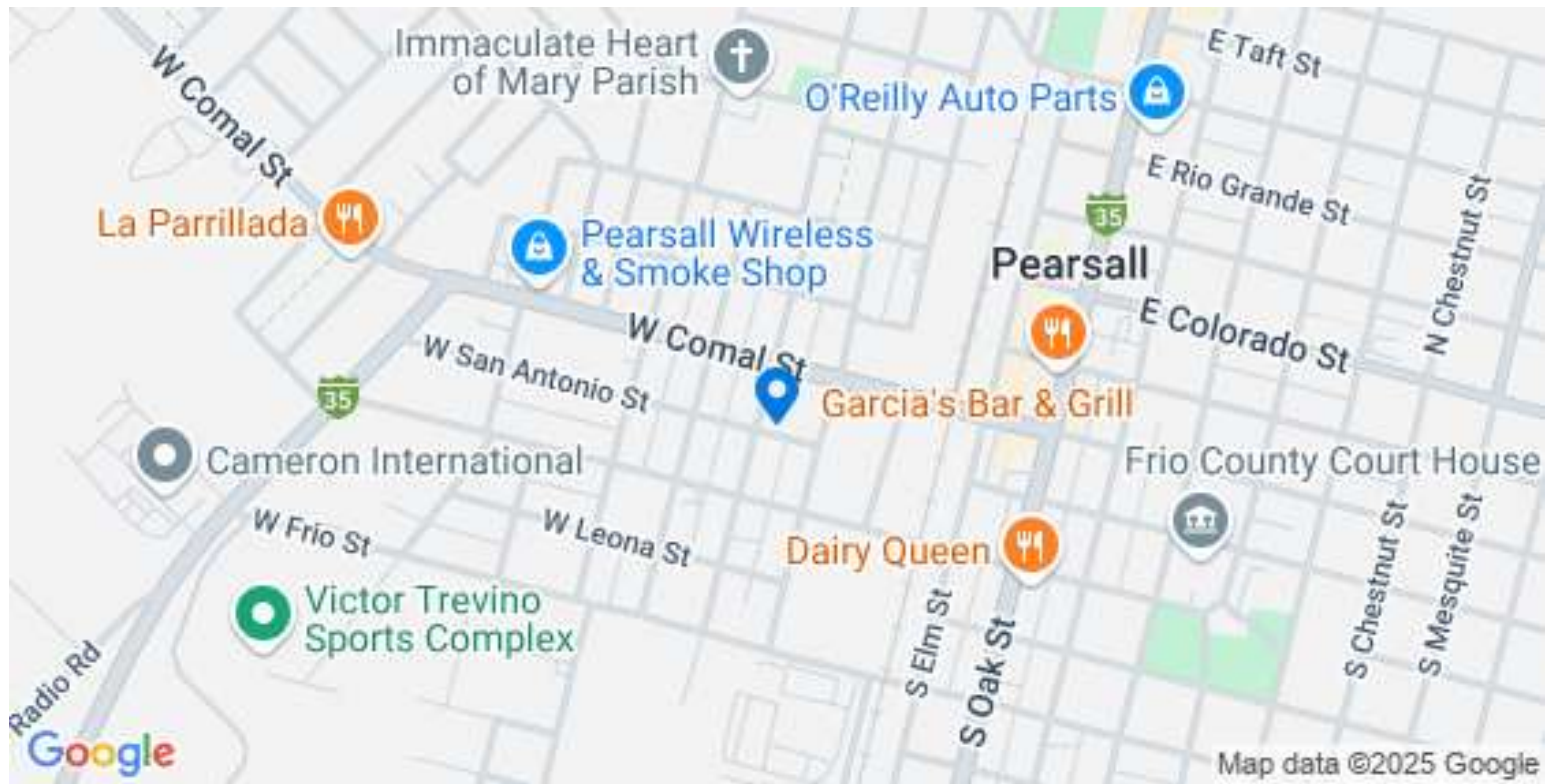 Immaculate Heart
of Mary Parish
E Taft St
W Comal St
O'Reilly Auto Parts
E Rio Grande St
La Parrillada
Pearsall Wireless
& Smoke Shop
35
Pearsall
N Chestnut St
E Colorado St
W Comal St
W San Antonio St
35
Garcia's Bar & Grill
Cameron International
Frio County Court House
W Frio St
W Leona St
Dairy Queen
Victor Trevino
Sports Complex
S Elm St
S Oak St
S Chestnut St
S Mesquite St
Radio Rd
Google
Map data ©2025 Google